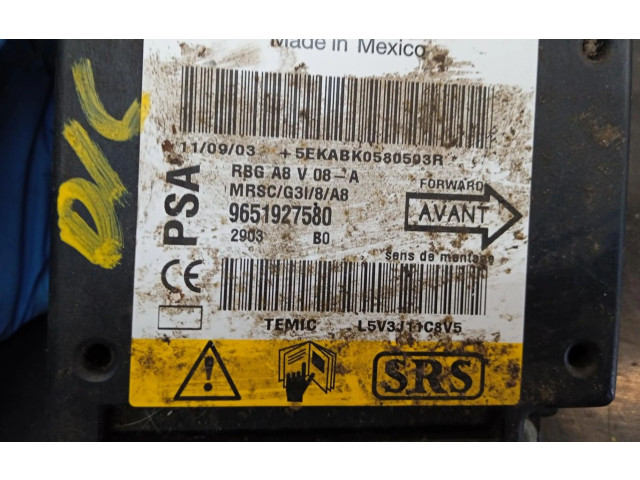 Made in Mexico
11/09/03 +5EKABK0580593R
RBG A8 V 08-A
MRSC/G3I/8/A8
PSA
9651927580
2903 B0
FORWARD
AVANT
sens de montage
CE
TEMIC
SRS